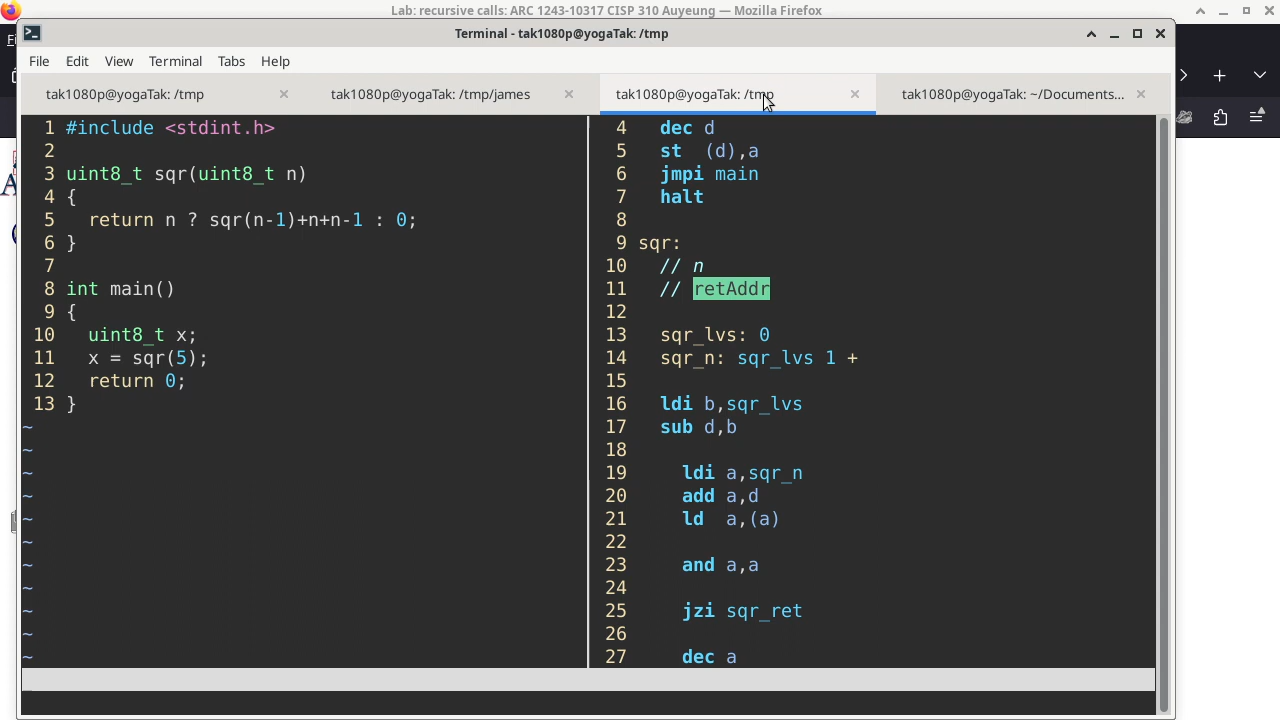 Lab: recursive calls: ARC 1243-10317 CISP 310 Auyeung — Mozilla Firefox
Terminal - tak1080p@yogaTak: /tmp
File Edit View Terminal Tabs Help
tak1080p@yogaTak: /tmp
tak1080p@yogaTak: /tmp/james
tak1080p@yogaTak: /tmp
tak1080p@yogaTak: ~/Documents...
1 #include <stdint.h>
2
3 uint8_t sqr(uint8_t n)
4 {
5   return n ? sqr(n-1)+n+n-1 : 0;
6 }
7
8 int main()
9 {
10   uint8_t x;
11   x = sqr(5);
12   return 0;
13 }
~
~
~
~
~
~
~
~
~
~
~
4   dec d
5   st  (d),a
6   jmpi main
7   halt
8
9 sqr:
10   // n
11   // retAddr
12
13   sqr_lvs: 0
14   sqr_n: sqr_lvs 1 +
15
16   ldi b,sqr_lvs
17   sub d,b
18
19     ldi a,sqr_n
20     add a,d
21     ld  a,(a)
22
23     and a,a
24
25     jzi sqr_ret
26
27     dec a